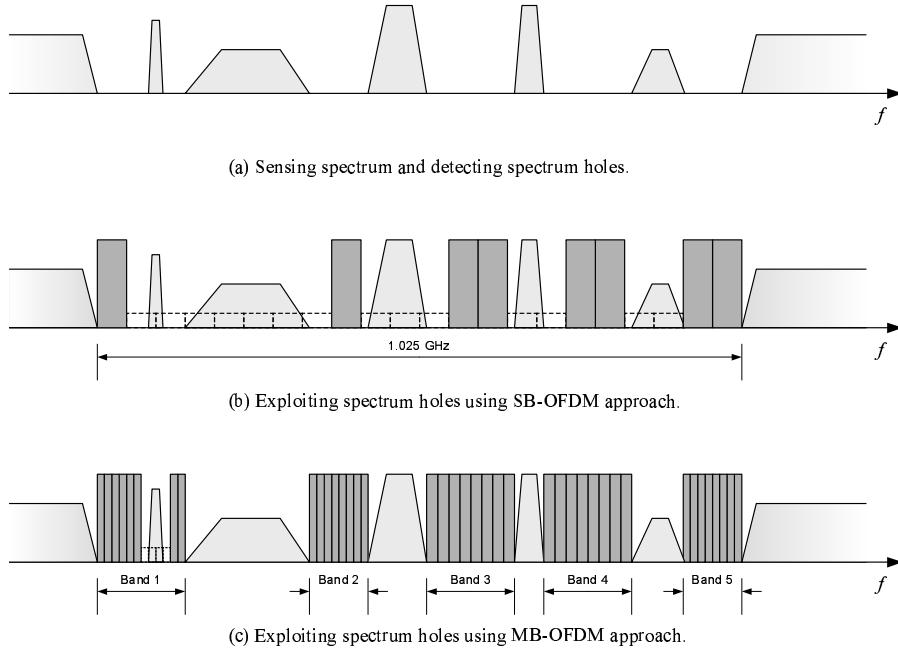 f
(a) Sensing spectrum and detecting spectrum holes.
1.025 GHz
f
(b) Exploiting spectrum holes using SB-OFDM approach.
Band 1 Band 2 Band 3 Band 4 Band 5
f
(c) Exploiting spectrum holes using MB-OFDM approach.